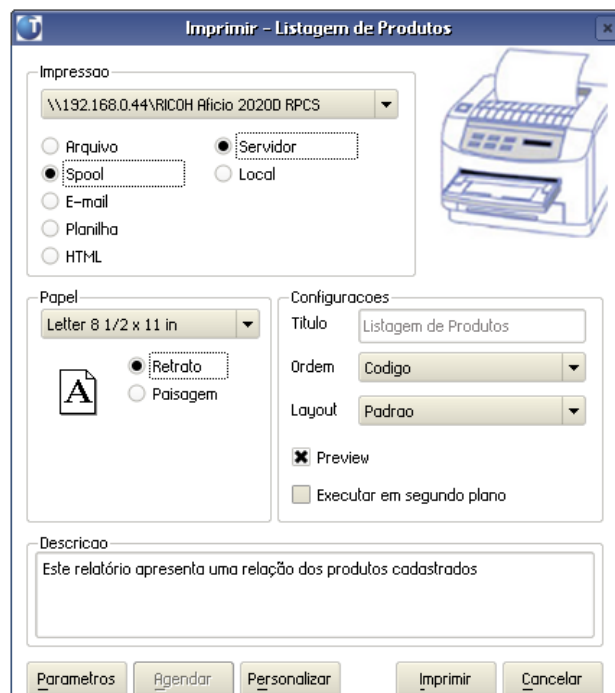 Imprimir - Listagem de Produtos
Impressao
\\192.168.0.44\RICOH Aficio 2020D RPCS
Arquivo
Servidor
Spool
Local
E-mail
Planilha
HTML
Papel
Letter 8 1/2 x 11 in
Retrato
Paisagem
A
Configuracoes
Titulo
Listagem de Produtos
Ordem
Codigo
Layout
Padrao
Preview
Executar em segundo plano
Descricao
Este relatório apresenta uma relação dos produtos cadastrados
Parametros
Agendar
Personalizar
Imprimir
Cancelar